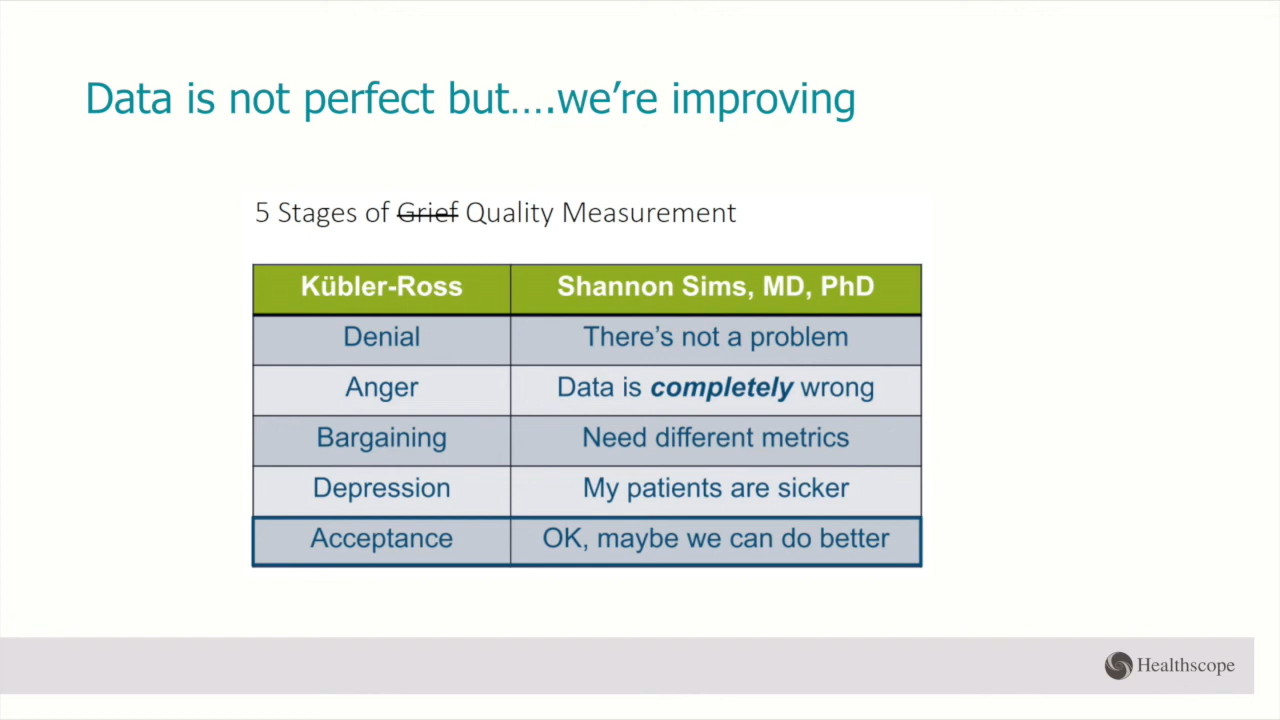 Data is not perfect but….we’re improving
5 Stages of Grief Quality Measurement
Kübler-Ross Shannon Sims, MD, PhD
Denial There’s not a problem
Anger Data is completely wrong
Bargaining Need different metrics
Depression My patients are sicker
Acceptance OK, maybe we can do better
Healthscope